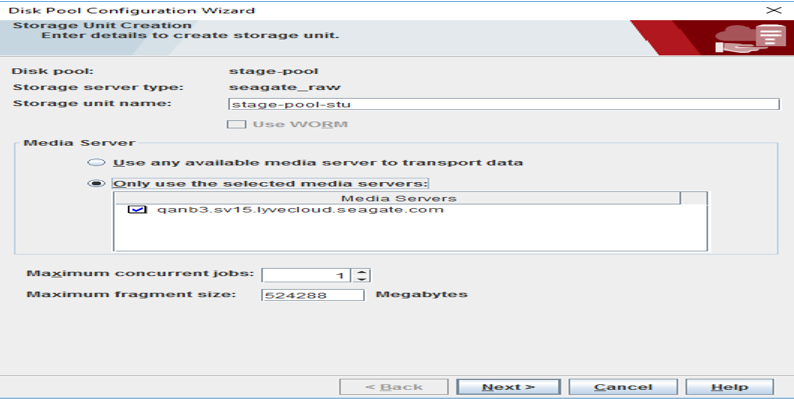 Disk Pool Configuration Wizard
Storage Unit Creation
Enter details to create storage unit.
Disk pool: stage-pool
Storage server type: seagate_raw
Storage unit name: stage-pool-stu
Use WORM
Media Server
Use any available media server to transport data
Only use the selected media servers:
Media Servers
qanb3.sv15.lyvecloud.seagate.com
Maximum concurrent jobs: 1
Maximum fragment size: 524288 Megabytes
< Back Next > Cancel Help